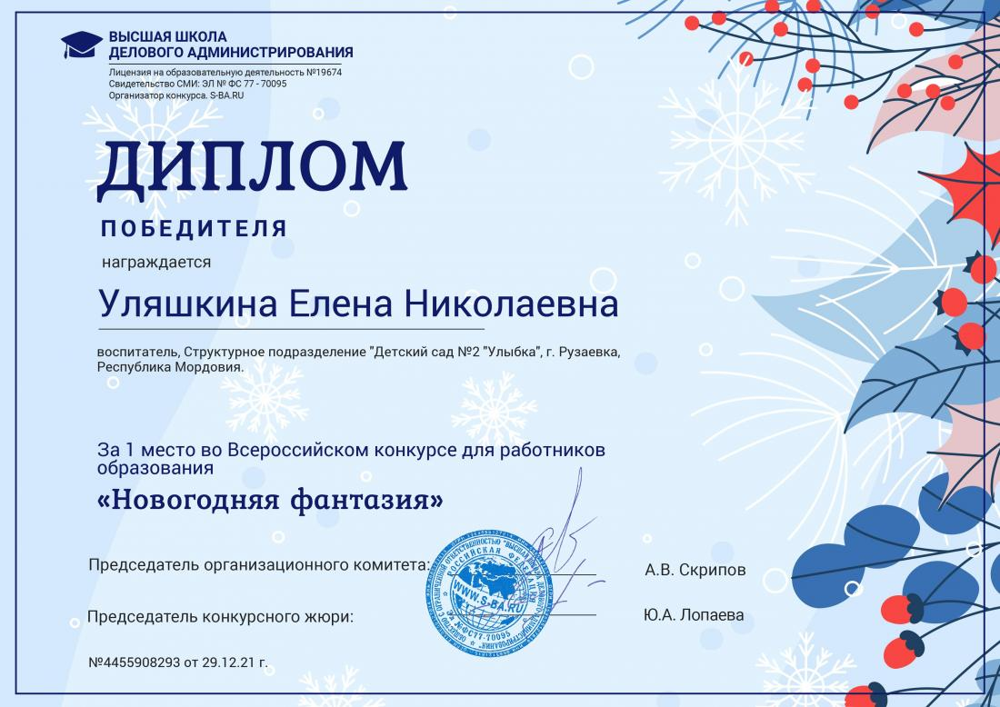 ВЫСШАЯ ШКОЛА
ДЕЛОВОГО АДМИНИСТРИРОВАНИЯ
Лицензия на образовательную деятельность №19674
Свидетельство СМИ: ЭЛ № ФС 77 - 70095
Организатор конкурса. S-BA.RU
ДИПЛОМ
ПОБЕДИТЕЛЯ
награждается
Уляшкина Елена Николаевна
воспитатель, Структурное подразделение "Детский сад №2 "Улыбка", г. Рузаевка,
Республика Мордовия.
За 1 место во Всероссийском конкурсе для работников
образования
«Новогодняя фантазия»
Председатель организационного комитета:
А.В. Скрипов
РОССИЙСКАЯ ФЕДЕРАЦИЯ
WWW.S-BA.RU
Председатель конкурсного жюри:
Ю.А. Лопаева
№4455908293 от 29.12.21 г.